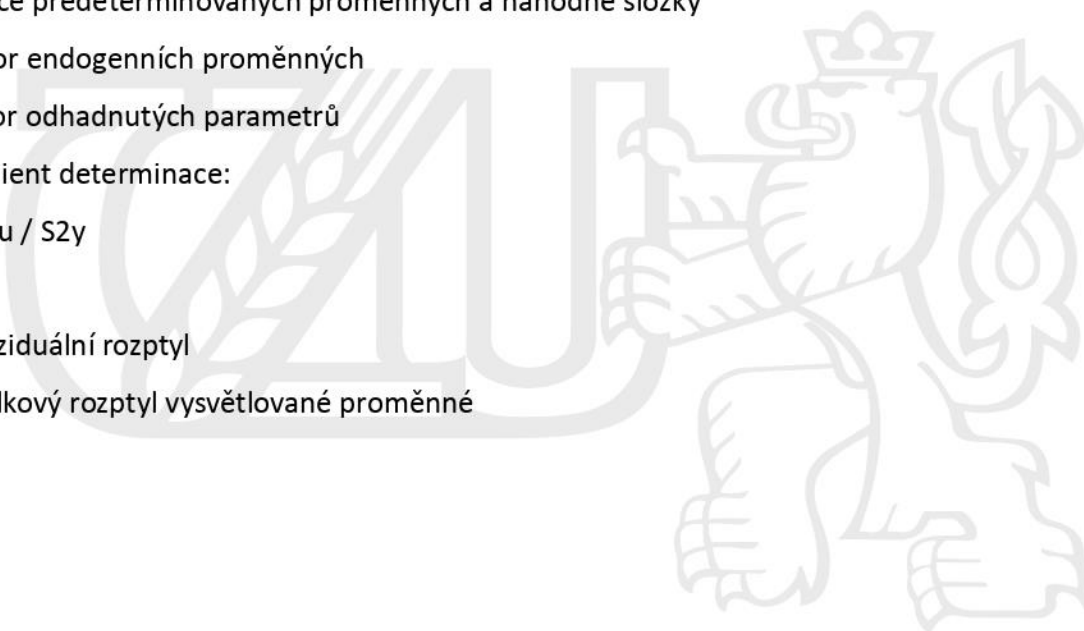 ce predeterminovaných proměnných a náhodné složky
or endogenních proměnných
or odhadnutých parametrů
cient determinace:
u / S2y
ziduální rozptyl
lkový rozptyl vysvětlované proměnné